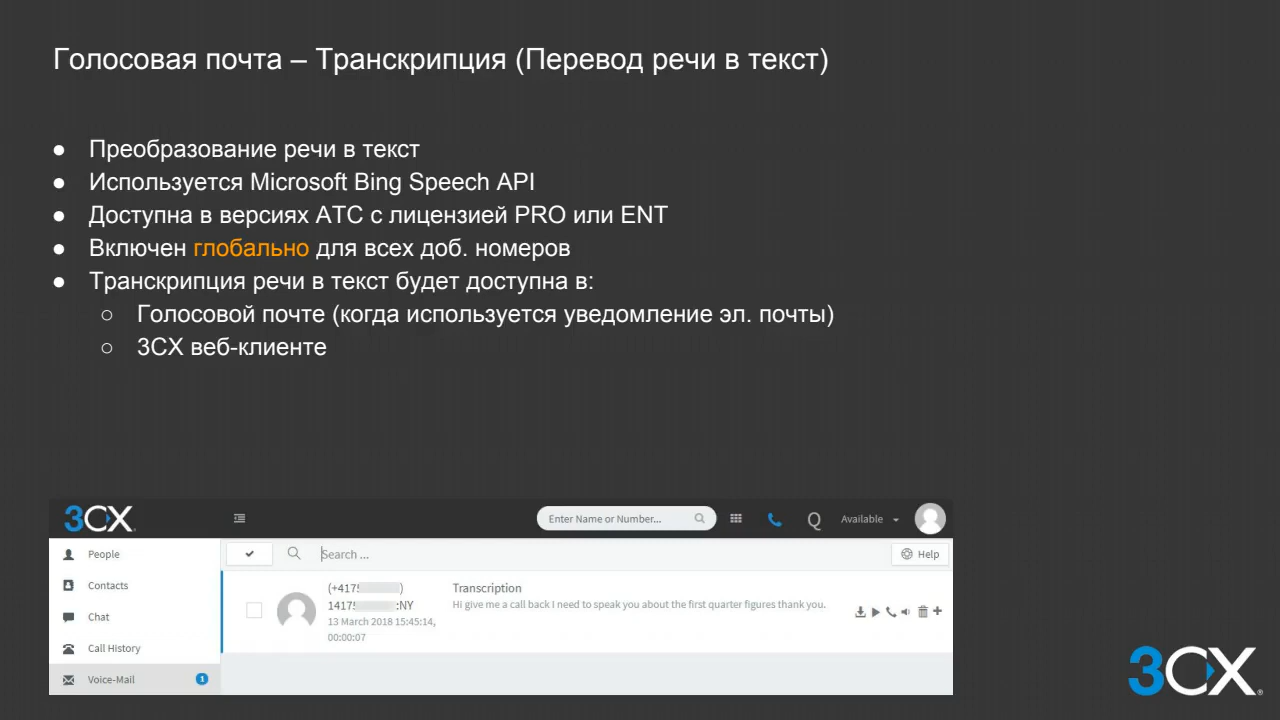 Голосовая почта – Транскрипция (Перевод речи в текст)
● Преобразование речи в текст
● Используется Microsoft Bing Speech API
● Доступна в версиях АТС с лицензией PRO или ENT
● Включен глобально для всех доб. номеров
● Транскрипция речи в текст будет доступна в:
○ Голосовой почте (когда используется уведомление эл. почты)
○ 3CX веб-клиенте
3CX
Enter Name or Number...
Available
People
Search ...
Help
Contacts
(+4175 )
Transcription
14175 :NY
Hi give me a call back I need to speak you about the first quarter figures thank you.
Chat
13 March 2018 15:45:14,
00:00:07
Call History
Voice-Mail 1
3CX®